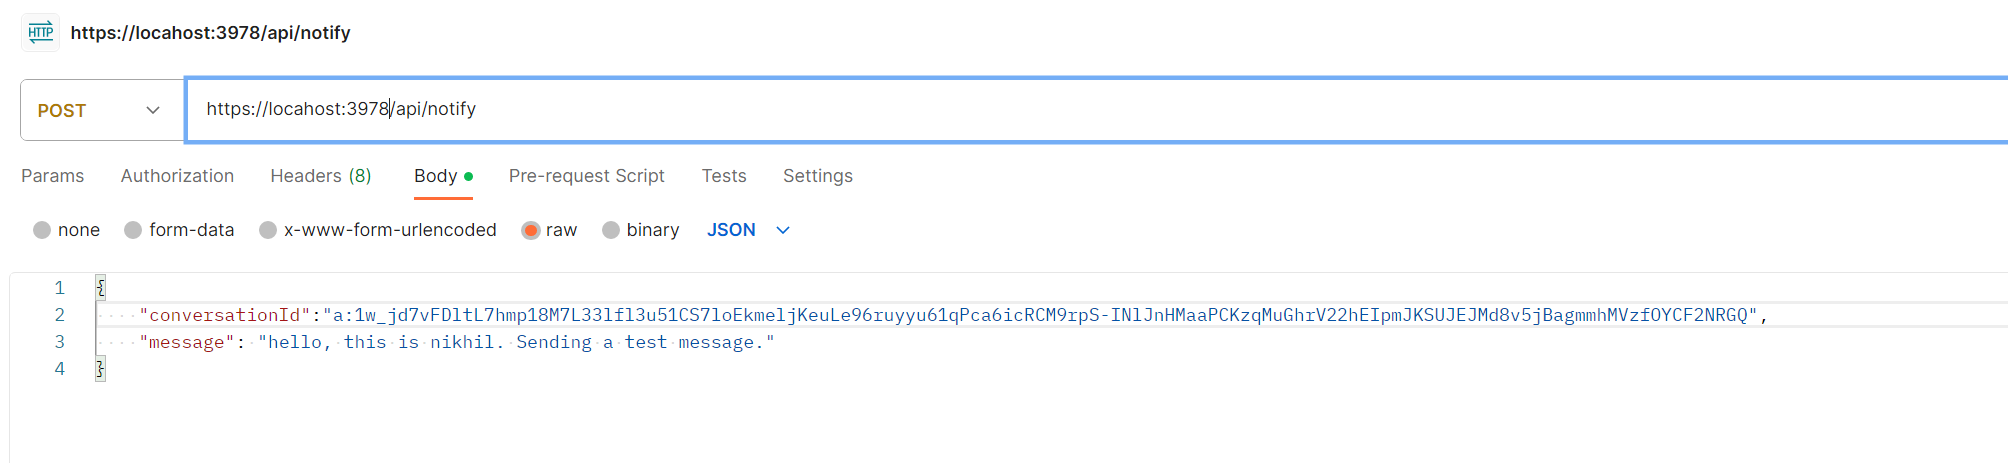 HTTP https://locahost:3978/api/notify
POST https://locahost:3978/api/notify
Params Authorization Headers (8) Body Pre-request Script Tests Settings
none form-data x-www-form-urlencoded raw binary JSON
1 {
2 "conversationId":"a:1w_jd7vFDltL7hmp18M7L33lfl3u51CS7loEkmeljKeuLe96ruyyu61qPca6icRCM9rpS-INlJnHMaaPCKzqMuGhrV22hEIpmJKSUJEJMd8v5jBagmmhMVzfOYCF2NRGQ",
3 "message": "hello, this is nikhil. Sending a test message."
4 }